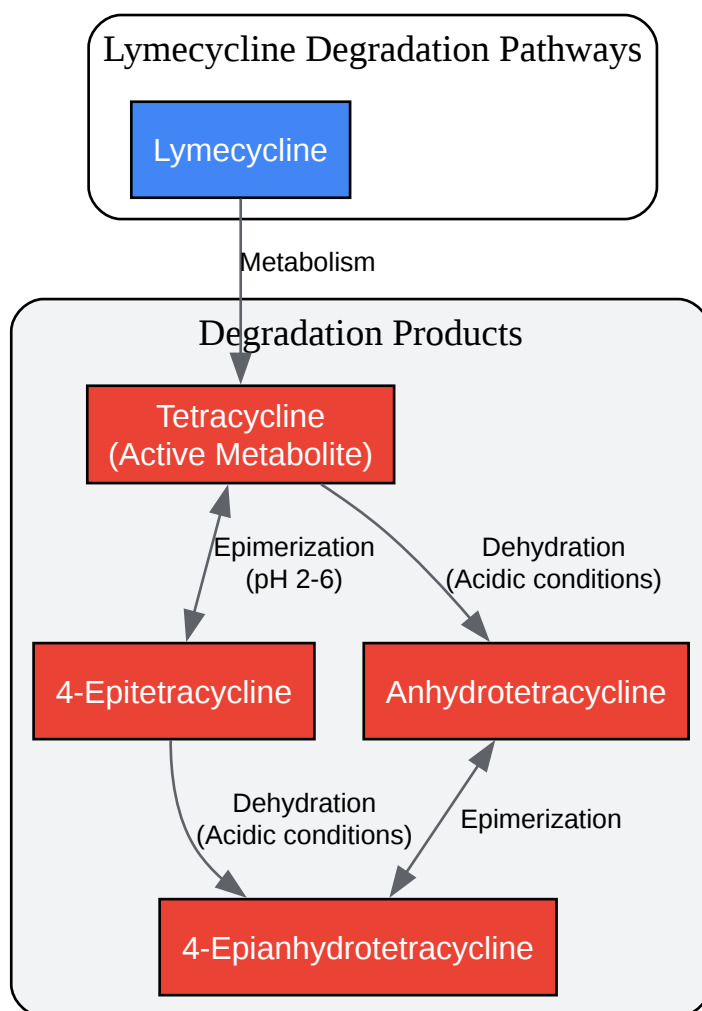 Lymecycline Degradation Pathways
Lymecycline
Metabolism
Degradation Products
Tetracycline
(Active Metabolite)
Epimerization
(pH 2-6)
Dehydration
(Acidic conditions)
4-Epitetracycline
Anhydrotetracycline
Dehydration
(Acidic conditions)
Epimerization
4-Epianhydrotetracycline